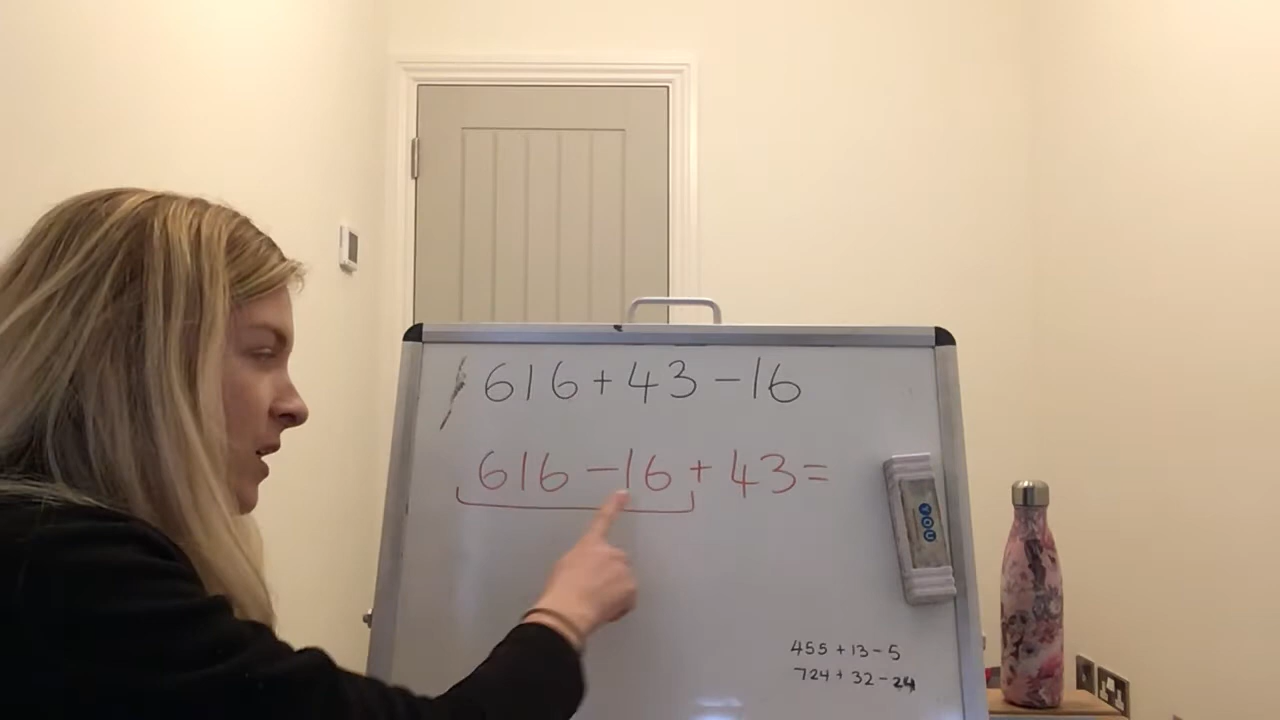 616 + 43 - 16
616 - 16 + 43 =
455 + 13 - 5
724 + 32 - 24